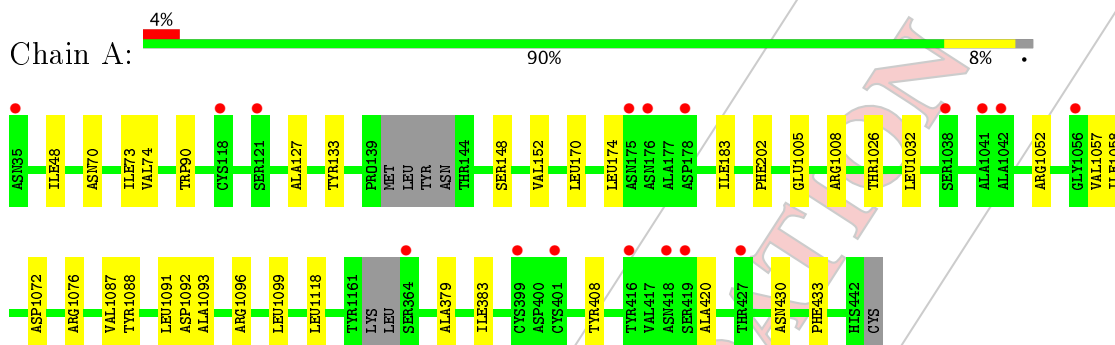 4%
Chain A:
90%
8%
ASN35
ILE48
ASN70
ILE73
VAL74
TRP90
CYS118
SER121
ALA127
TYR133
PRO139
MET
LEU
TYR
ASN
THR144
SER148
VAL152
LEU170
LEU174
ASN175
ASN176
ALA177
ASP178
ILE183
PHE202
GLU1005
ARG1008
THR1026
LEU1032
SER1038
ALA1041
ALA1042
ARG1052
GLY1056
VAL1057
ILE1058
ASP1072
ARG1076
VAL1087
TYR1088
LEU1091
ASP1092
ALA1093
ARG1096
LEU1099
LEU1118
TYR1161
LYS
LEU
SER364
ALA379
ILE383
CYS399
ASP400
CYS401
TYR408
TYR416
VAL417
ASN418
SER419
ALA420
THR427
ASN430
PHE433
HIS442
CYS